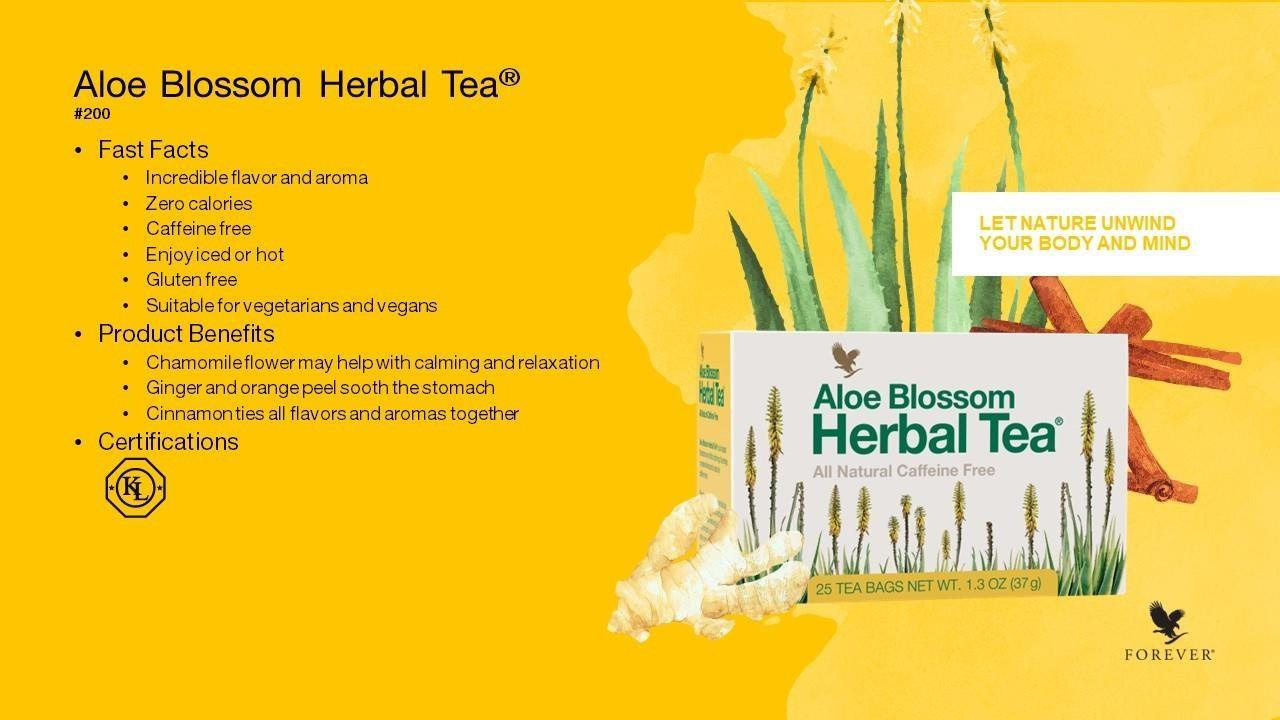 Aloe Blossom Herbal Tea®
#200
• Fast Facts
• Incredible flavor and aroma
• Zero calories
• Caffeine free
• Enjoy iced or hot
• Gluten free
• Suitable for vegetarians and vegans
• Product Benefits
• Chamomile flower may help with calming and relaxation
• Ginger and orange peel sooth the stomach
• Cinnamon ties all flavors and aromas together
• Certifications
KL
LET NATURE UNWIND
YOUR BODY AND MIND
Aloe Blossom
Herbal Tea®
All Natural Caffeine Free
25 TEA BAGS NET WT. 1.3 OZ (37g)
Aloe Blossom
Herbal Tea
FOREVER®